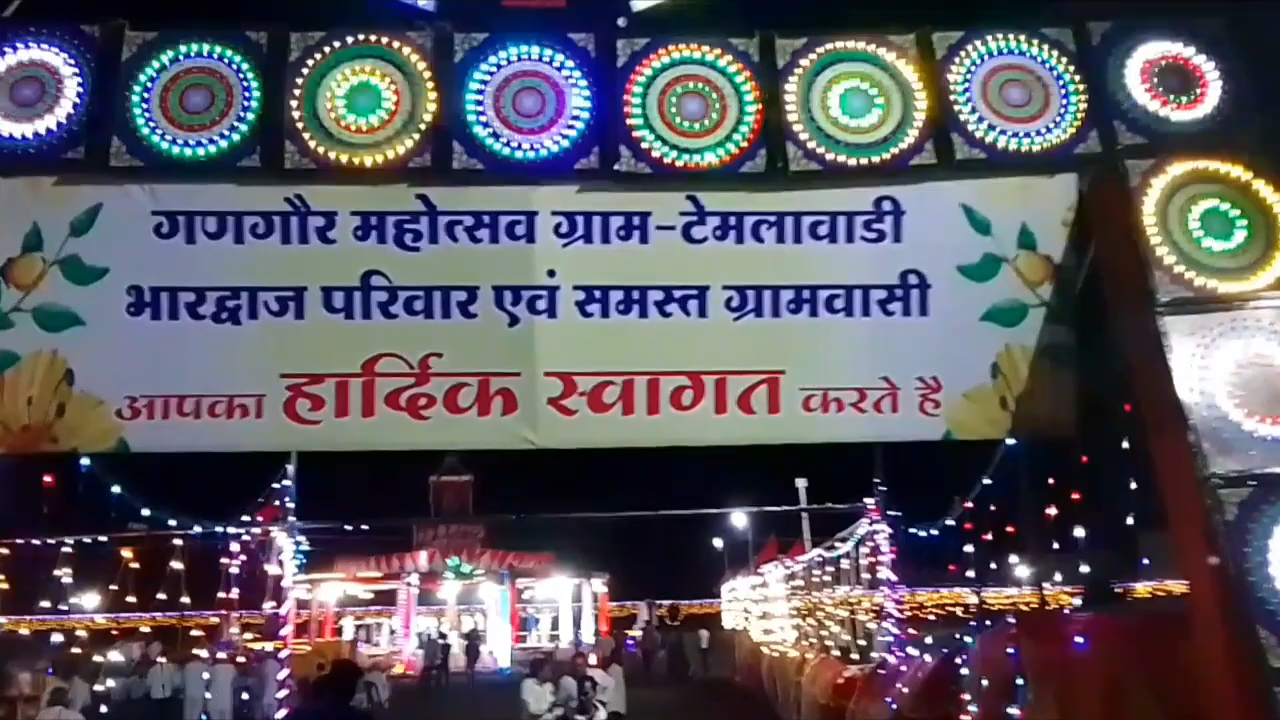 गणगौर महोत्सव ग्राम-टेमलावाडी
भारद्वाज परिवार एवं समस्त ग्रामवासी
आपका हार्दिक स्वागत करते है